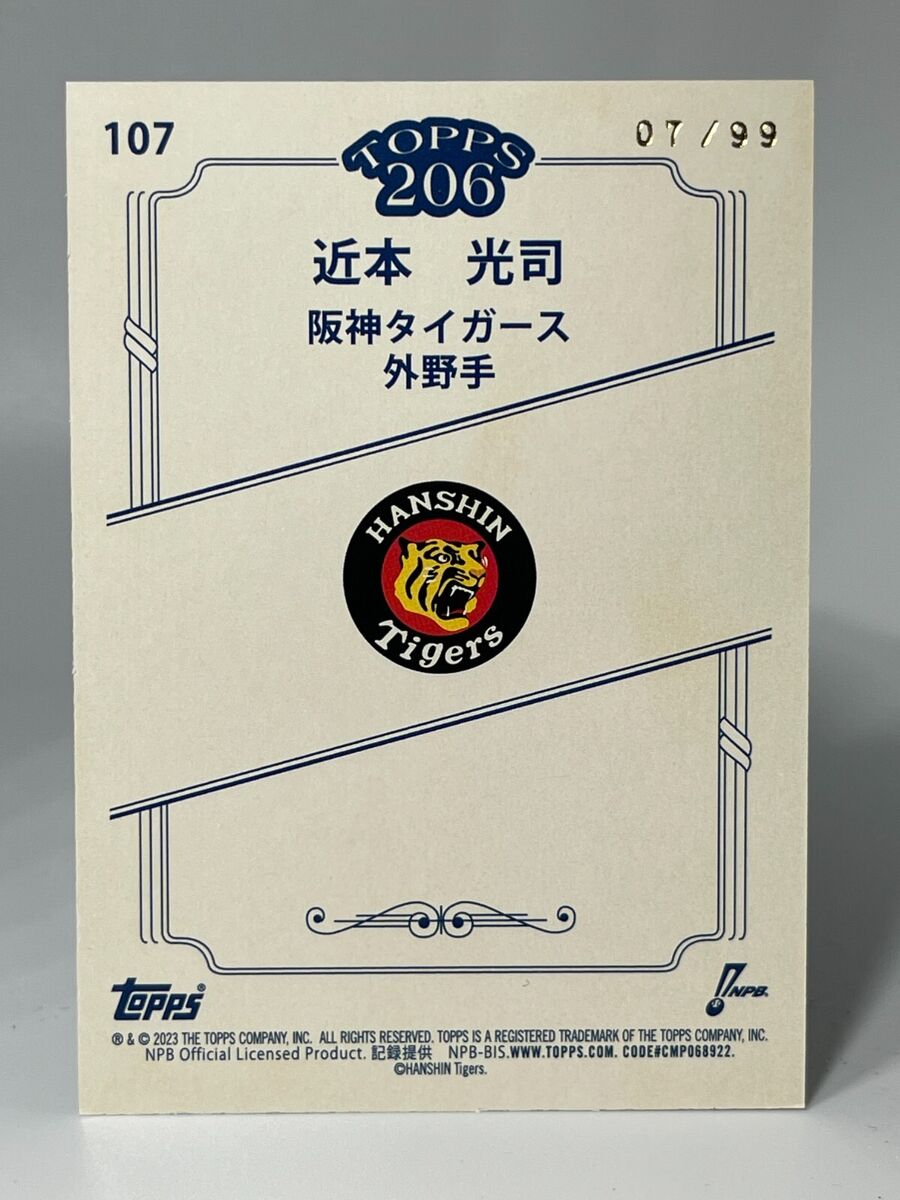 107
07/99
TOPPS
206
近本　光司
阪神タイガース
外野手
HANSHIN
Tigers
TOPPS®
NPB®
® & © 2023 THE TOPPS COMPANY, INC. ALL RIGHTS RESERVED. TOPPS IS A REGISTERED TRADEMARK OF THE TOPPS COMPANY, INC.
NPB Official Licensed Product. 記録提供 NPB-BIS.WWW.TOPPS.COM. CODE#CMP068922.
©HANSHIN Tigers.